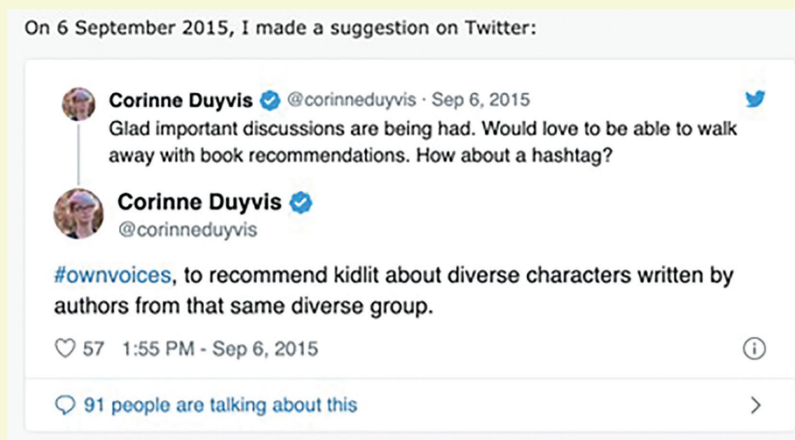 On 6 September 2015, I made a suggestion on Twitter:
Corinne Duyvis @corinneduyvis · Sep 6, 2015
Glad important discussions are being had. Would love to be able to walk
away with book recommendations. How about a hashtag?
Corinne Duyvis
@corinneduyvis
#ownvoices, to recommend kidlit about diverse characters written by
authors from that same diverse group.
57 1:55 PM - Sep 6, 2015
91 people are talking about this